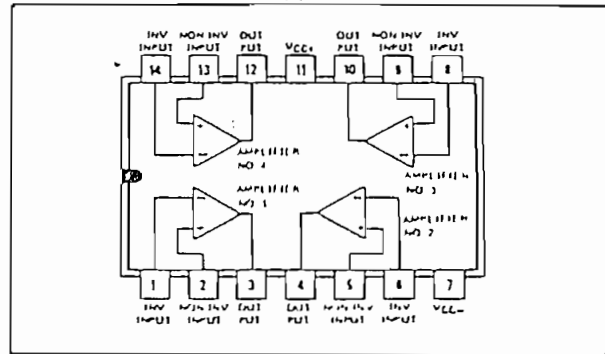 INV NON INV OUT VCC+ OUT NON INV INV
INPUT INPUT PUT PUT INPUT INPUT
14 13 12 11 10 9 8
+ +
− −
AMPLIFIER AMPLIFIER
NO. 4 NO. 3
AMPLIFIER AMPLIFIER
NO. 1 NO. 2
− −
+ +
1 2 3 4 5 6 7
INV NON INV OUT OUT NON INV INV VCC−
INPUT INPUT PUT PUT INPUT INPUT